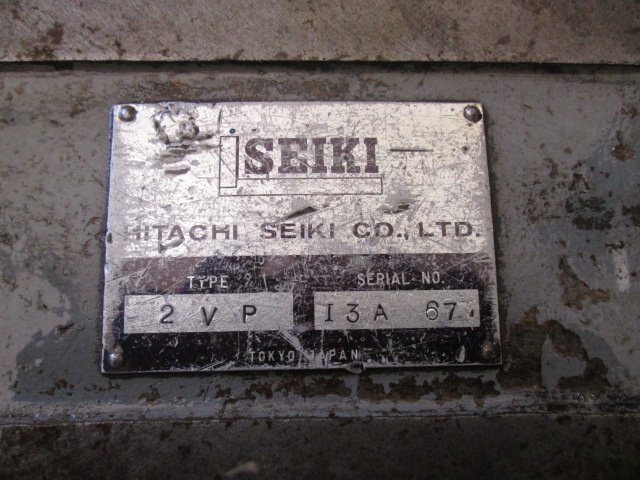 SEIKI
HITACHI SEIKI CO., LTD.
TYPE SERIAL NO.
2 V P I3A 67
TOKYO JAPAN